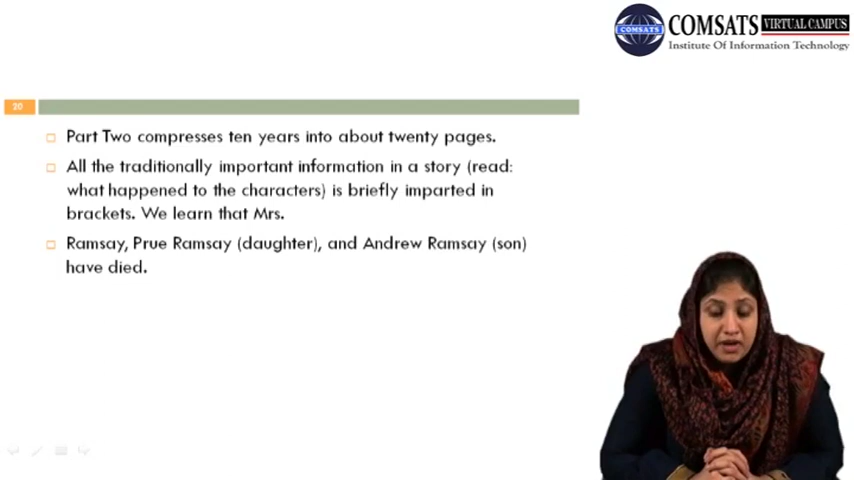 COMSATS VIRTUAL CAMPUS
COMSATS
Institute Of Information Technology
20
Part Two compresses ten years into about twenty pages.
All the traditionally important information in a story (read:
what happened to the characters) is briefly imparted in
brackets. We learn that Mrs.
Ramsay, Prue Ramsay (daughter), and Andrew Ramsay (son)
have died.